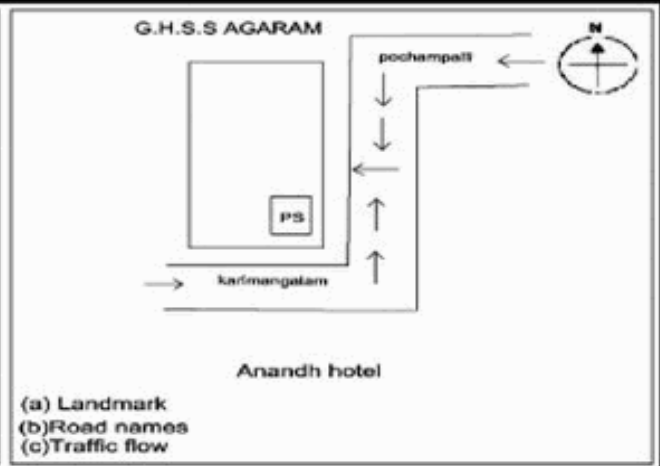 G.H.S.S AGARAM
N
pochampalli
PS
karimangalam
Anandh hotel
(a) Landmark
(b)Road names
(c)Traffic flow